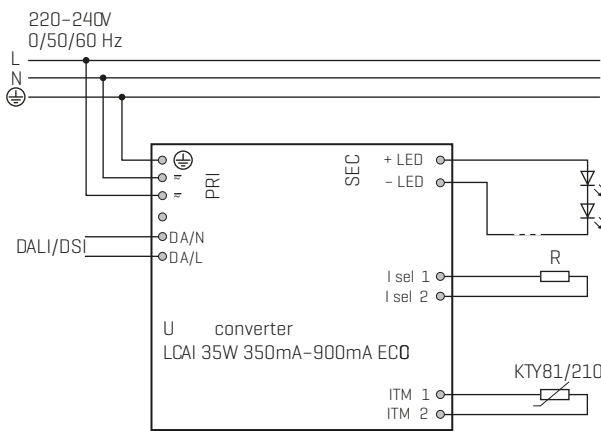 220-240V
0/50/60 Hz
L
N
PRI
SEC
+ LED
- LED
DALI/DSI
DA/N
DA/L
I sel 1
I sel 2
R
U converter
LCAI 35W 350mA-900mA ECO
KTY81/210
ITM 1
ITM 2